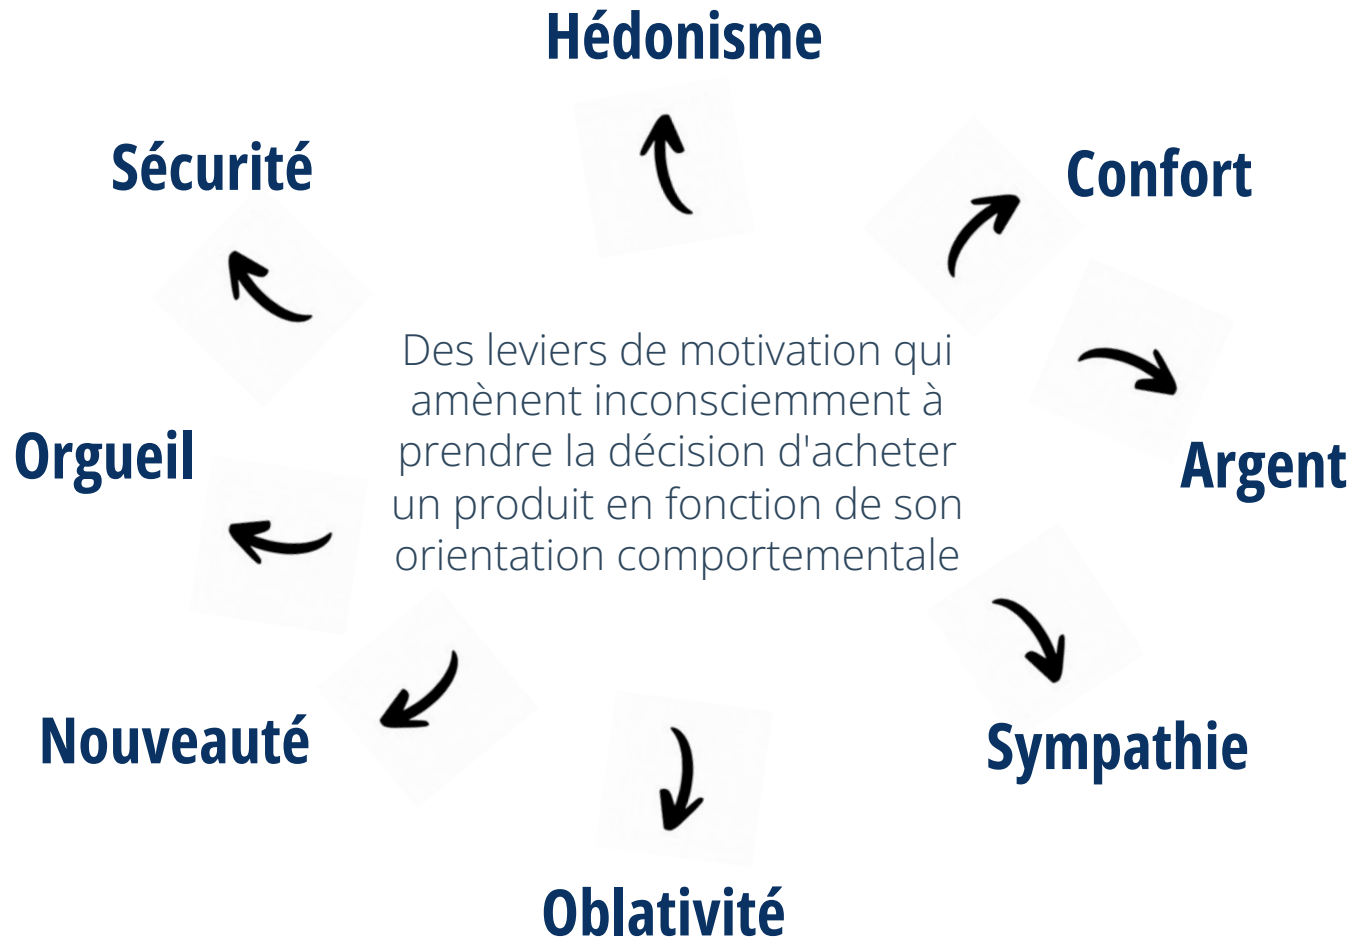 Hédonisme
Sécurité
Confort
Des leviers de motivation qui
amènent inconsciemment à
prendre la décision d'acheter
un produit en fonction de son
orientation comportementale
Orgueil
Argent
Nouveauté
Sympathie
Oblativité